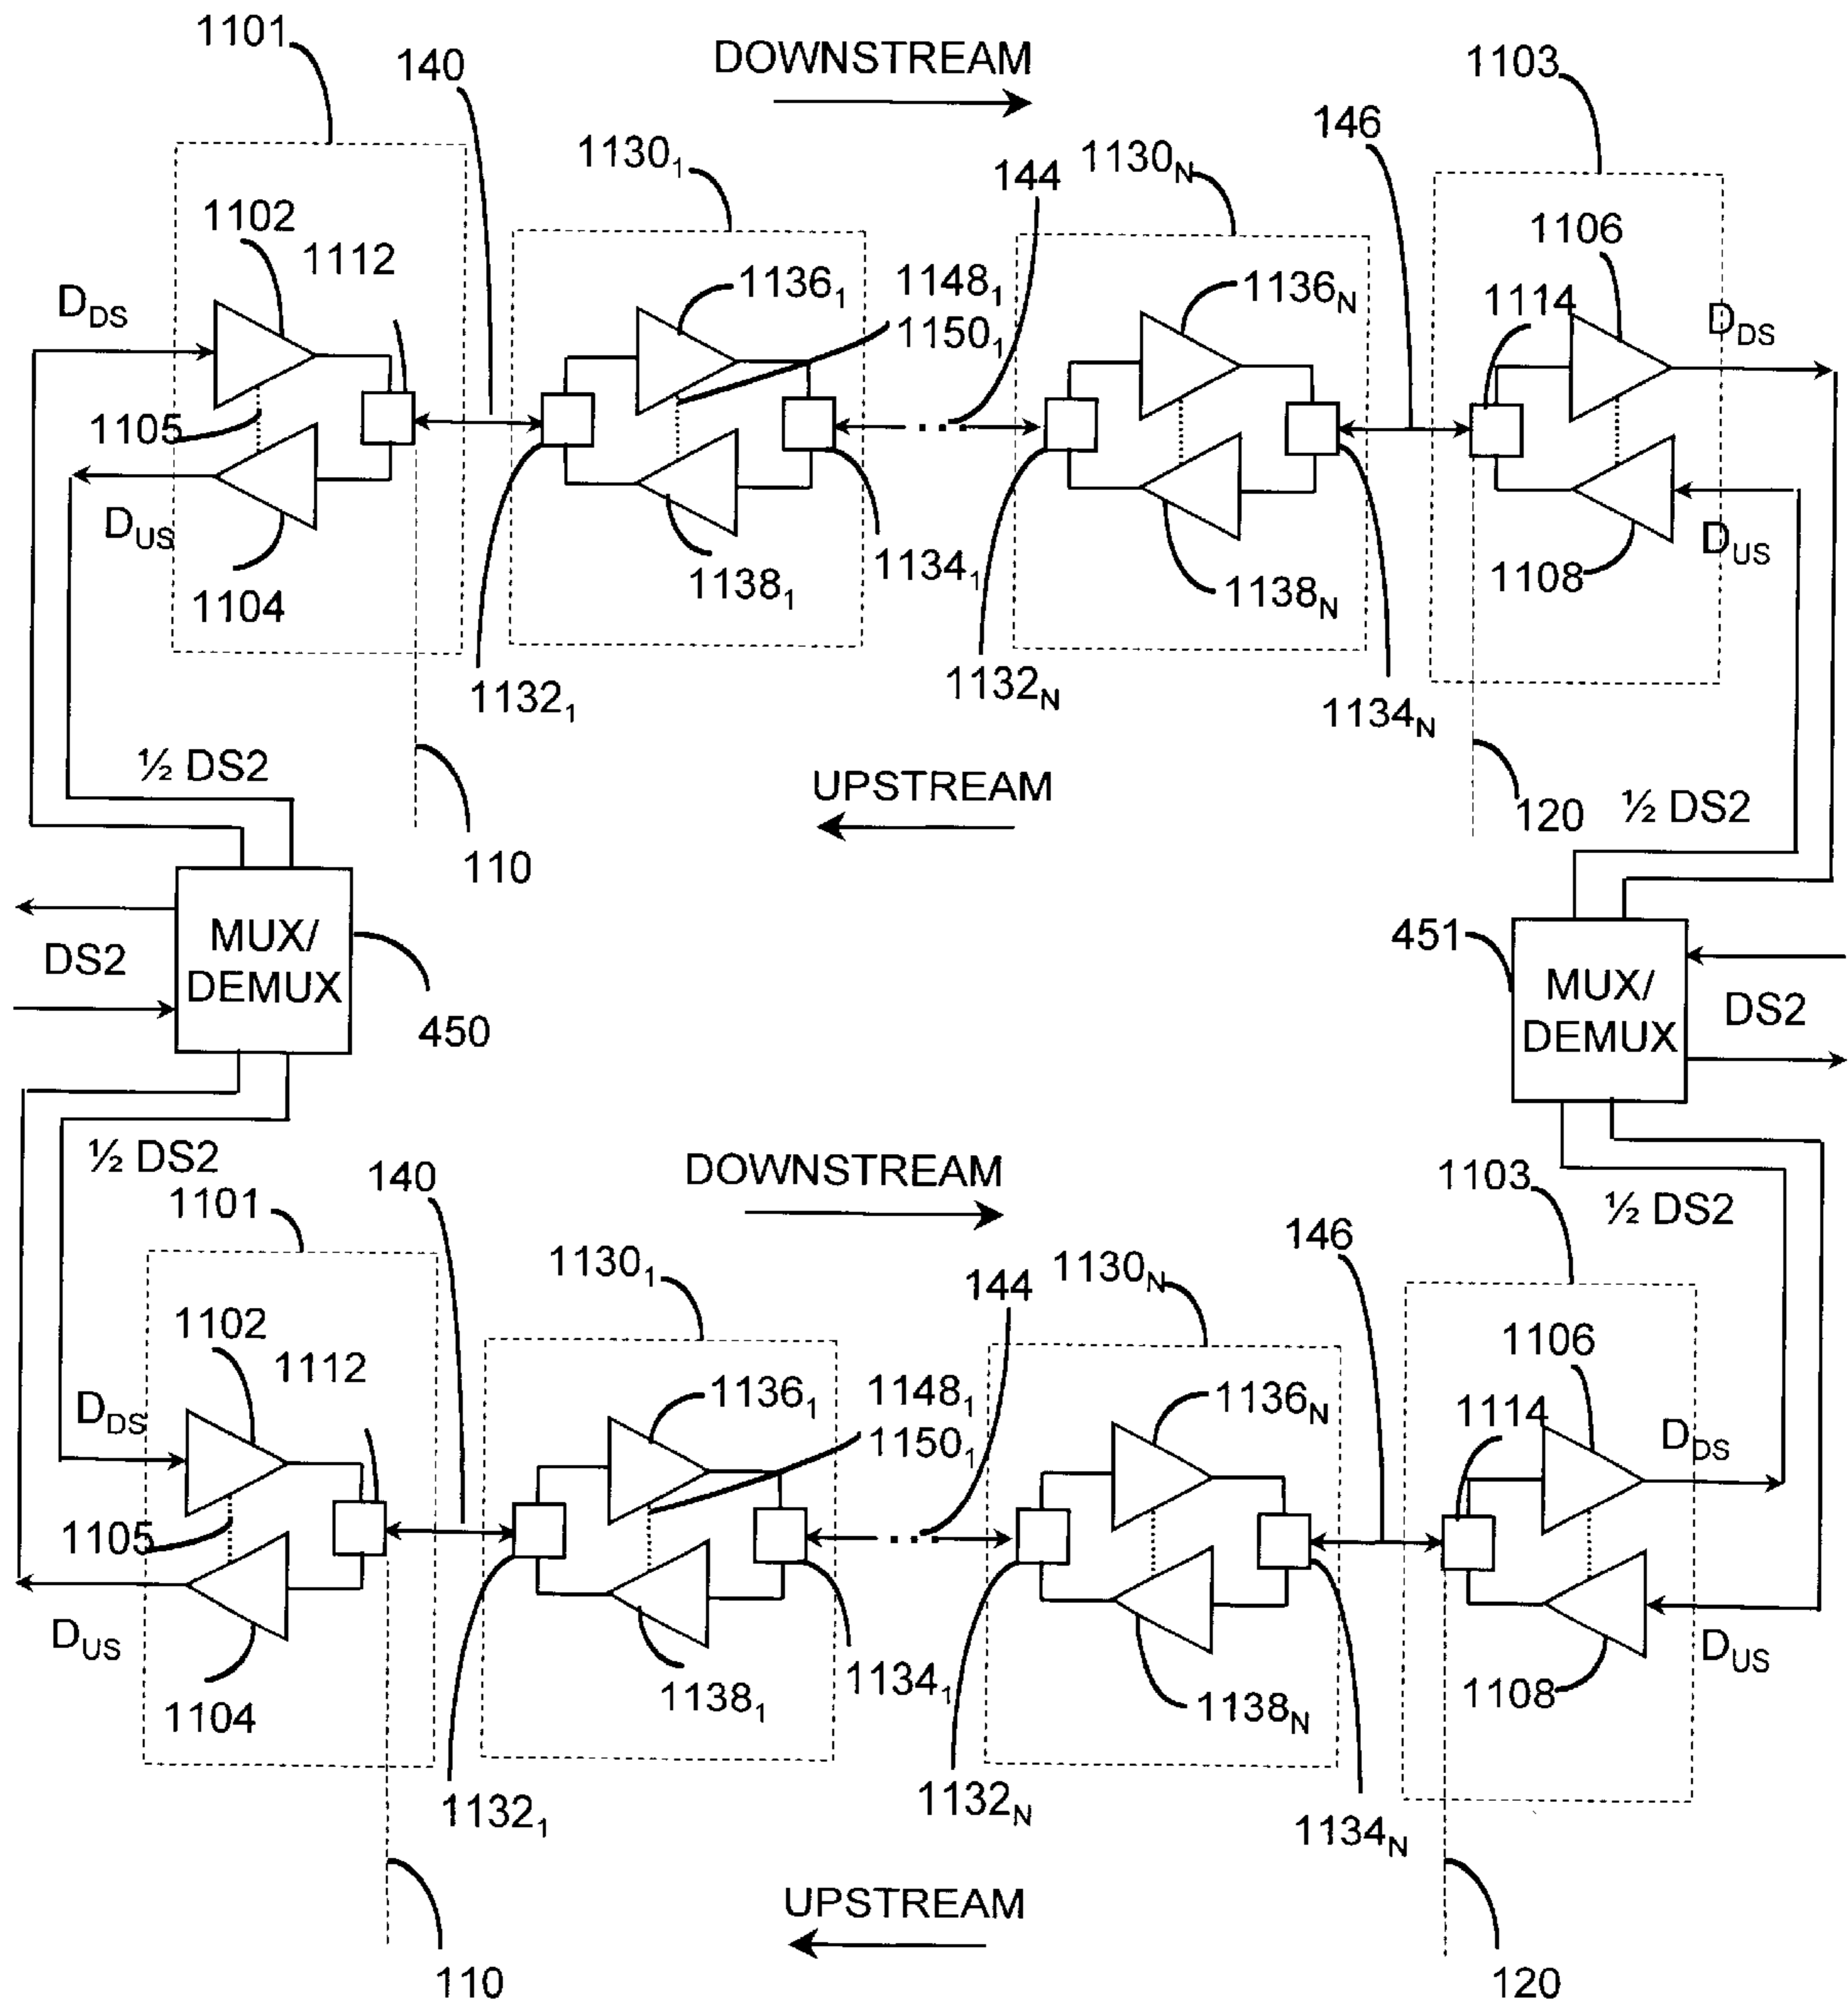 1101
140
DOWNSTREAM
1103
1130₁
144
1130N
146
1102
1112
1106
1136₁
1148₁
1150₁
1136N
1114
DDS
DDS
1105
DUS
DUS
1104
1138₁
1134₁
1138N
1108
1132₁
1132N
1134N
½ DS2
UPSTREAM
½ DS2
110
120
MUX/
DEMUX
DS2
450
451
MUX/
DEMUX
DS2
½ DS2
½ DS2
1101
140
DOWNSTREAM
1103
1130₁
144
1130N
146
1102
1112
1106
1136₁
1148₁
1150₁
1136N
1114
DDS
DDS
1105
DUS
DUS
1104
1138₁
1134₁
1138N
1108
1132₁
1132N
1134N
UPSTREAM
110
120